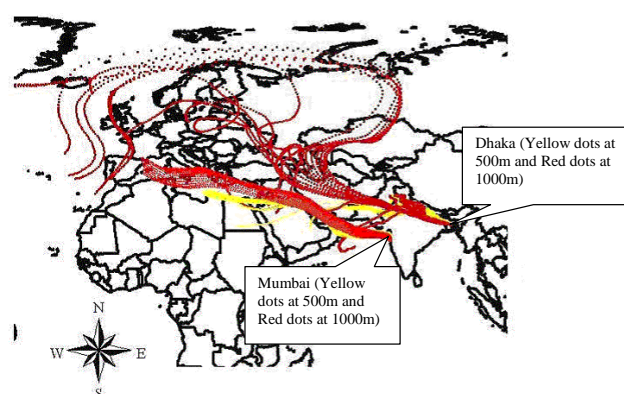 Dhaka (Yellow dots at
500m and Red dots at
1000m)
Mumbai (Yellow
dots at 500m and
Red dots at 1000m)
N
W
E
S